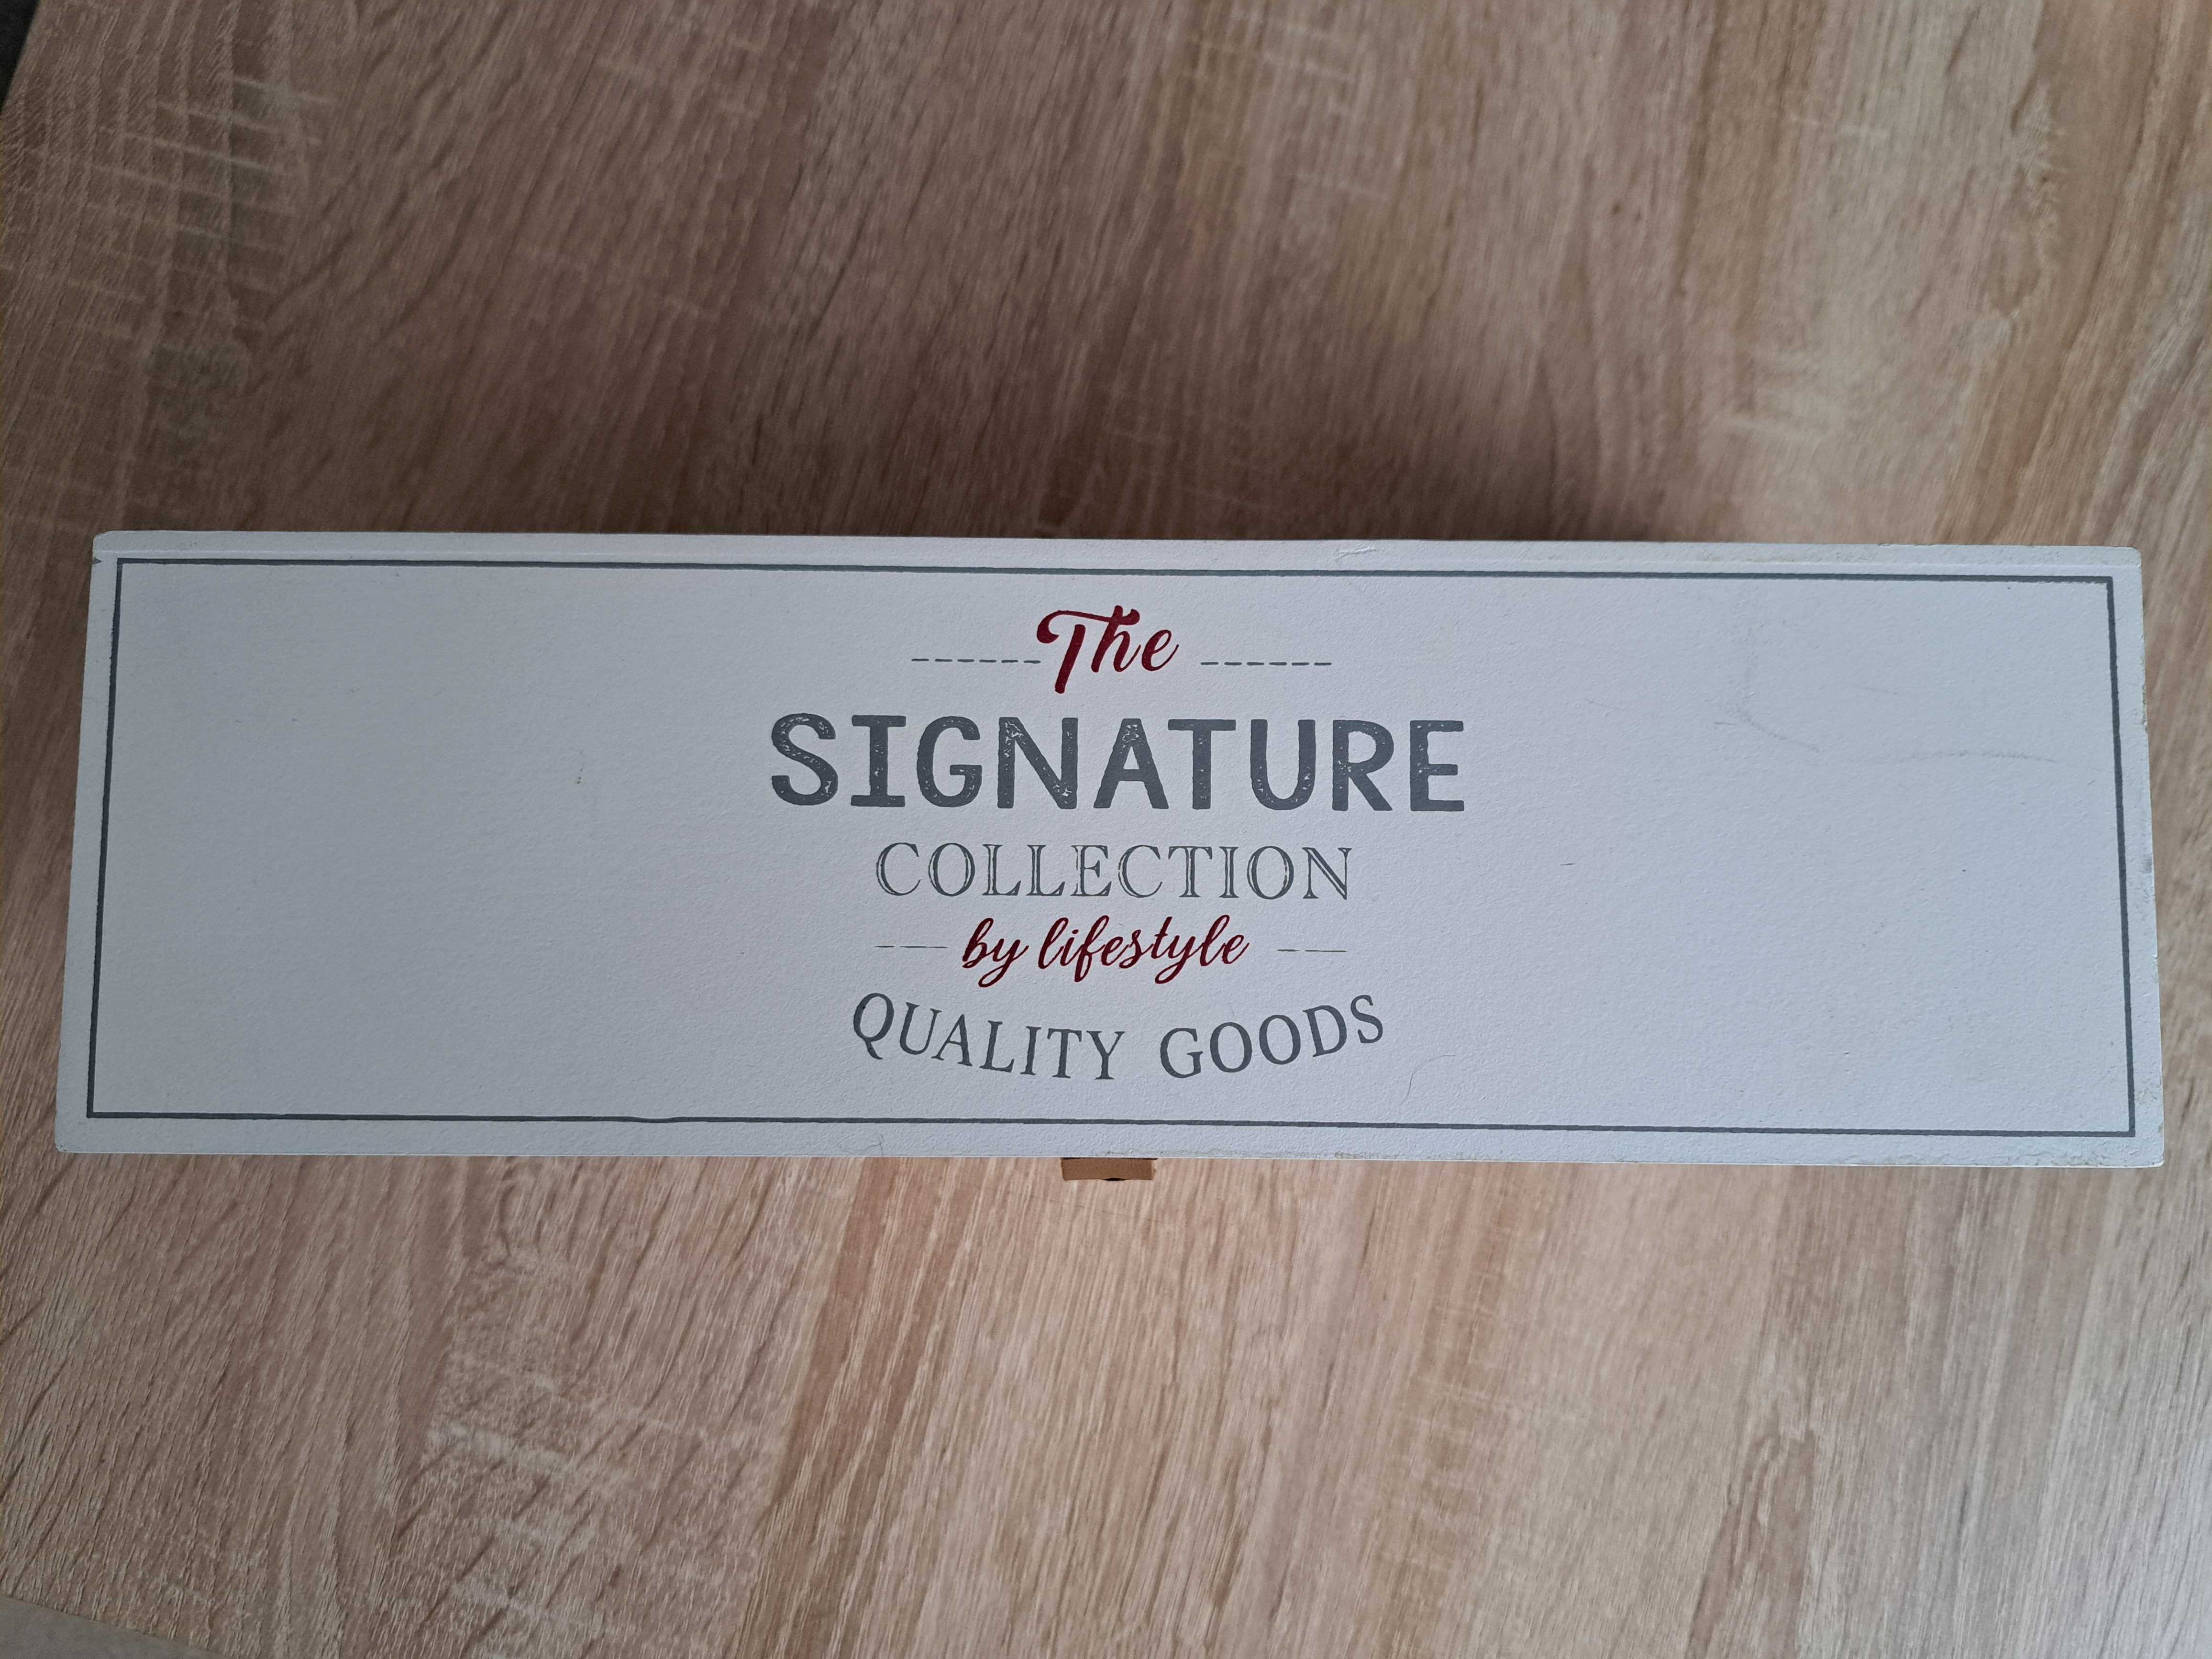 The
SIGNATURE
COLLECTION
by lifestyle
QUALITY GOODS